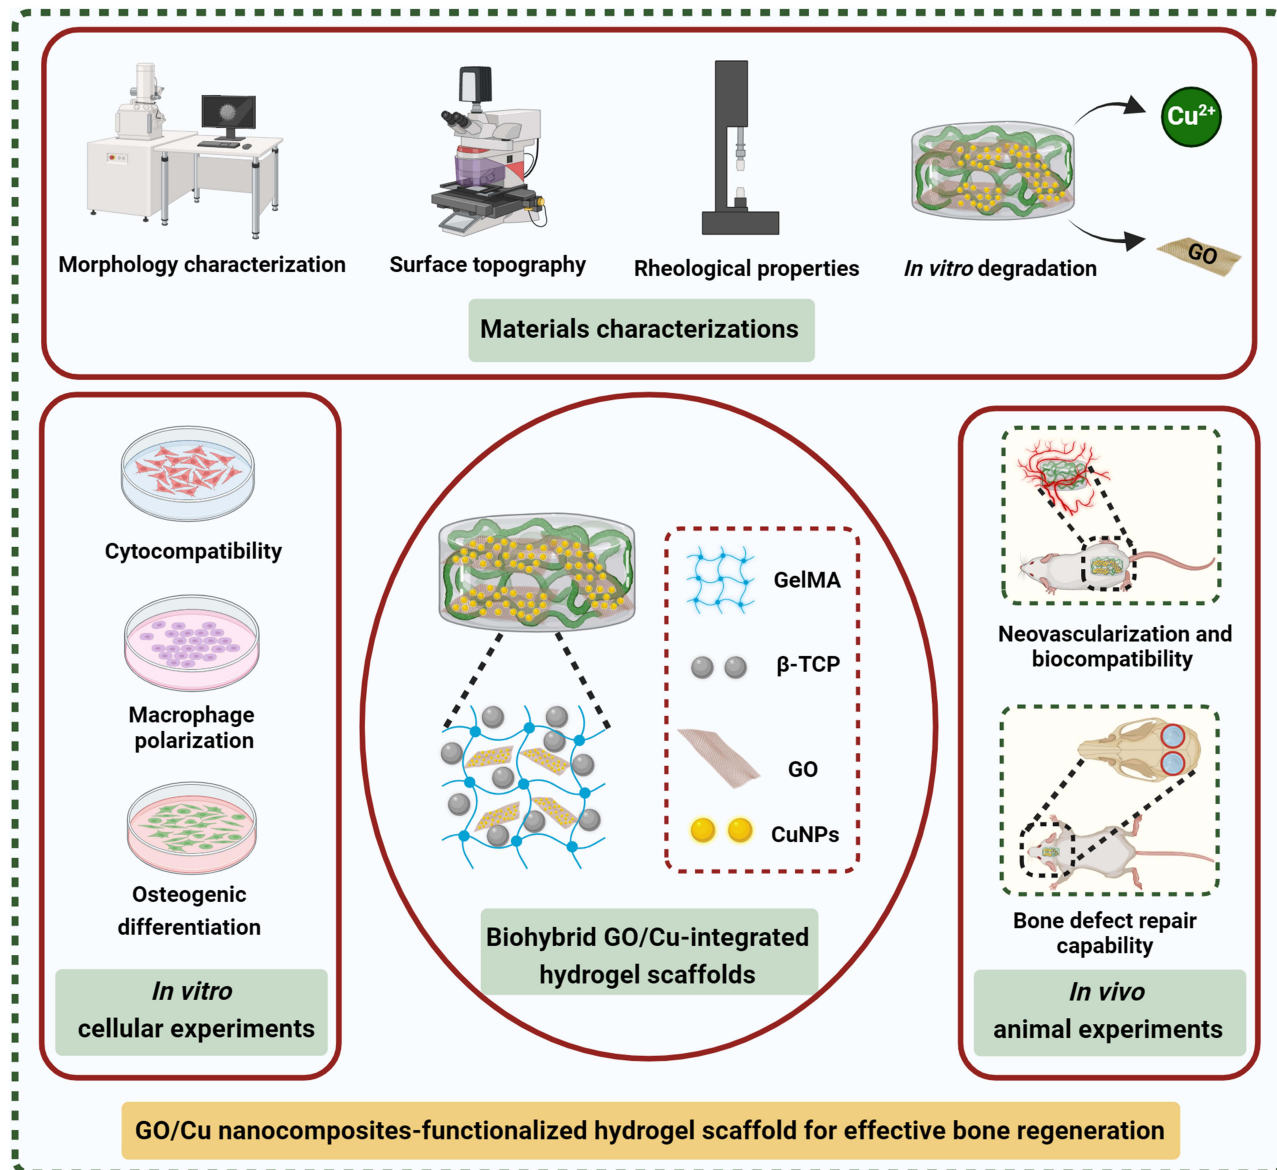 Cu²⁺
GO
Morphology characterization
Surface topography
Rheological properties
In vitro degradation
Materials characterizations
Cytocompatibility
Macrophage
polarization
Osteogenic
differentiation
In vitro
cellular experiments
GelMA
β-TCP
GO
CuNPs
Biohybrid GO/Cu-integrated
hydrogel scaffolds
Neovascularization and
biocompatibility
Bone defect repair
capability
In vivo
animal experiments
GO/Cu nanocomposites-functionalized hydrogel scaffold for effective bone regeneration